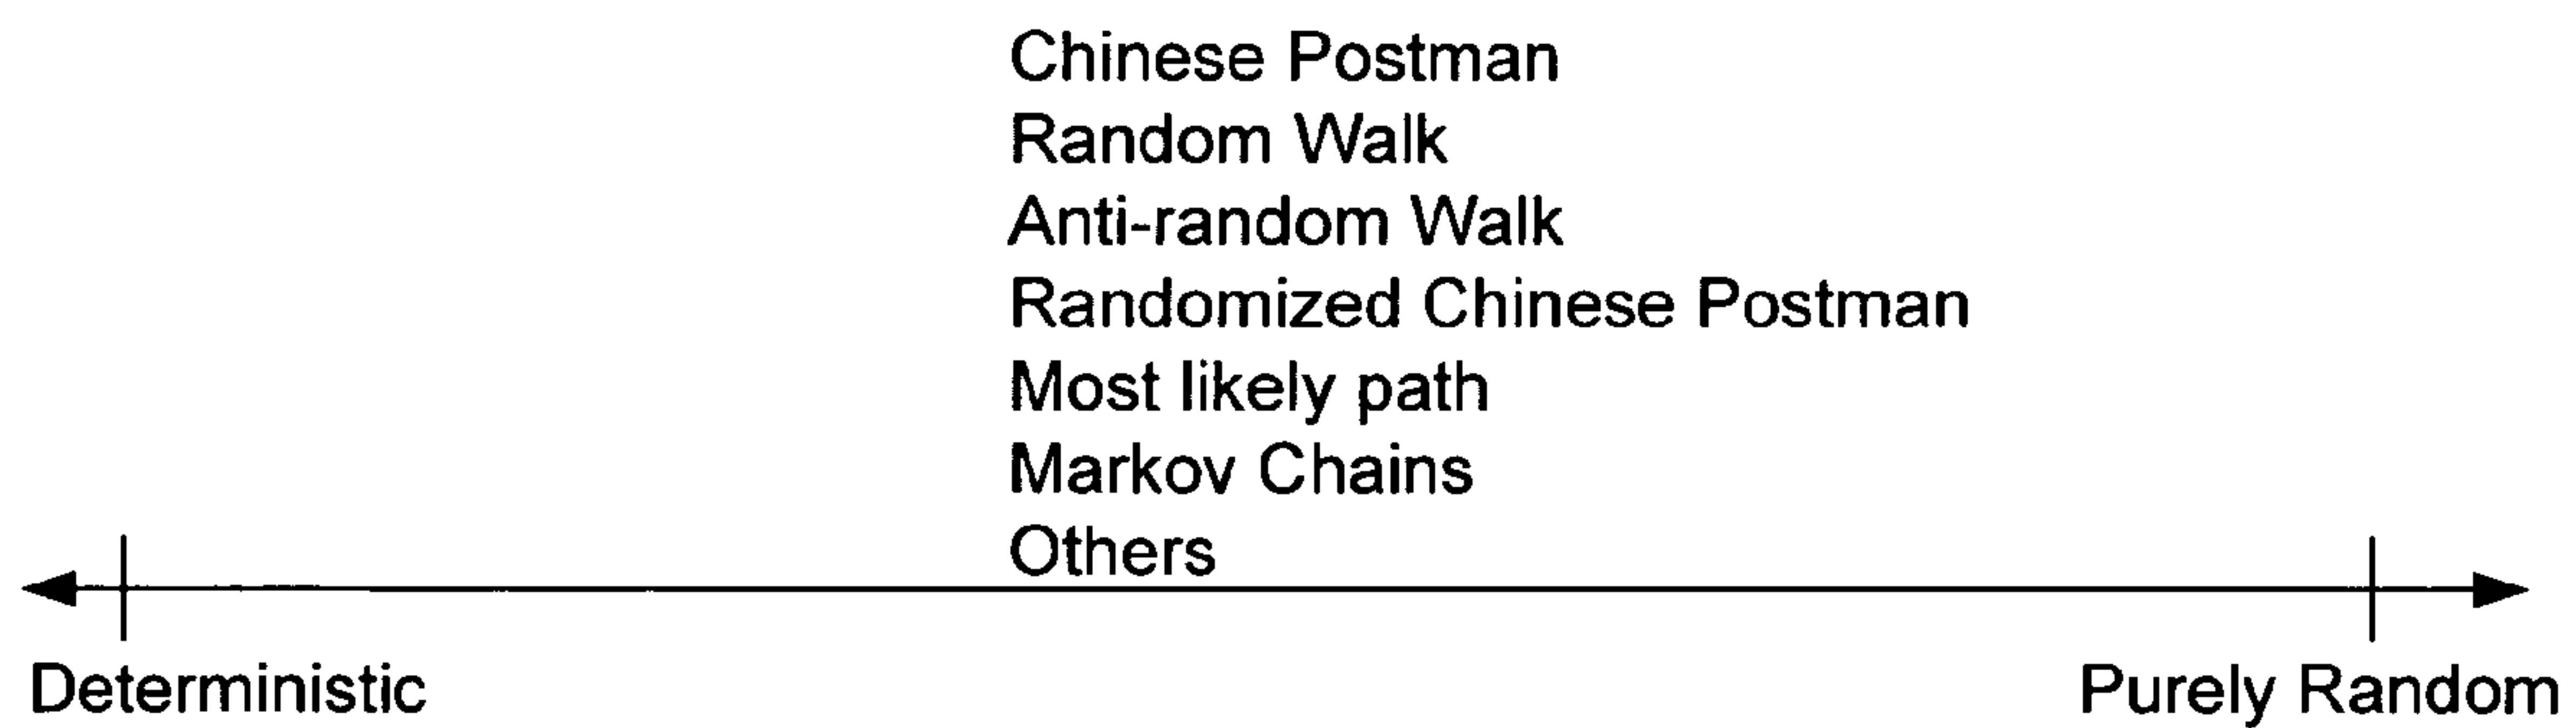 Chinese Postman
Random Walk
Anti-random Walk
Randomized Chinese Postman
Most likely path
Markov Chains
Others
Deterministic
Purely Random